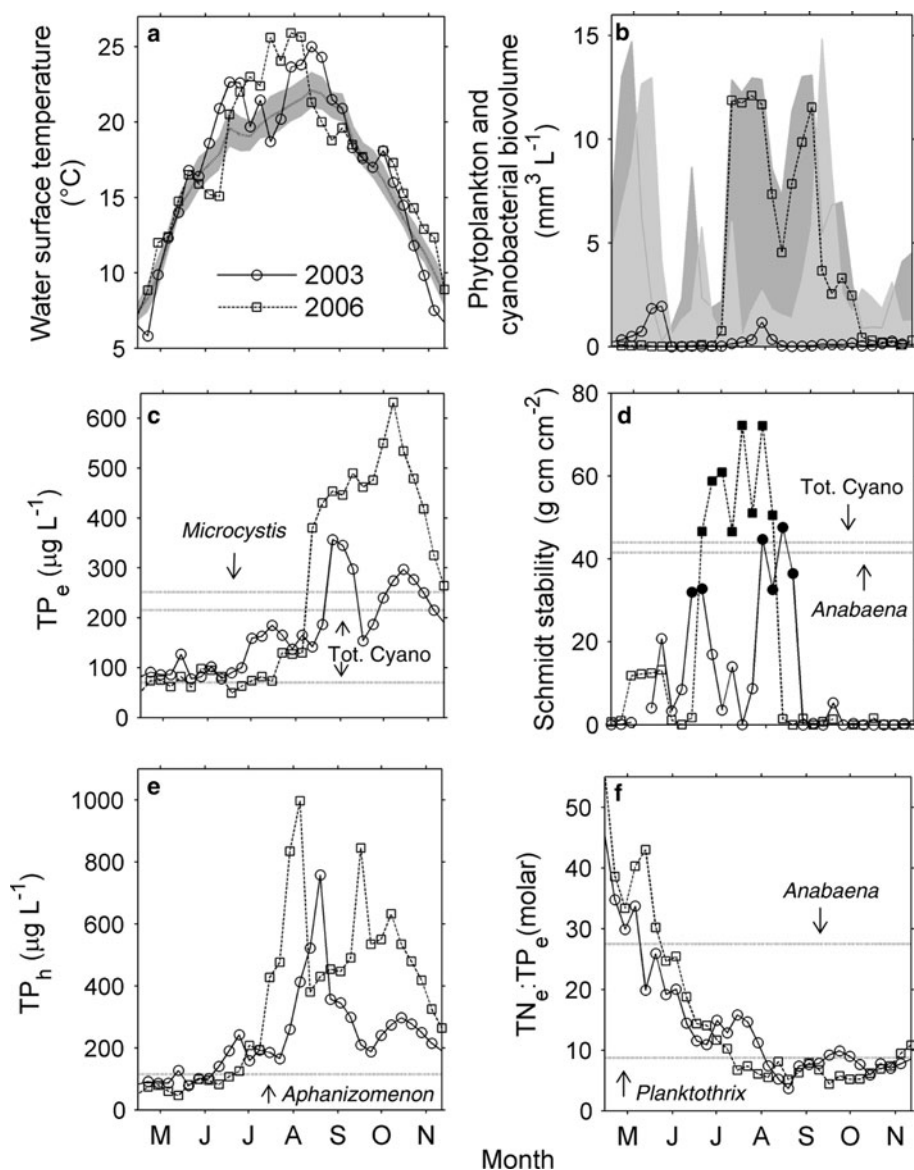 a
Water surface temperature
(°C)
25
20
15
10
5
2003
2006
b
Phytoplankton and
cyanobacterial biovolume
(mm³ L⁻¹)
15
10
5
0
c
TPₑ (µg L⁻¹)
600
500
400
300
200
100
0
Microcystis
Tot. Cyano
d
Schmidt stability (g cm cm⁻²)
80
60
40
20
0
Tot. Cyano
Anabaena
e
TPₕ (µg L⁻¹)
1000
800
600
400
200
0
Aphanizomenon
M J J A S O N
f
TNₑ:TPₑ (molar)
50
40
30
20
10
0
Anabaena
Planktothrix
M J J A S O N
Month